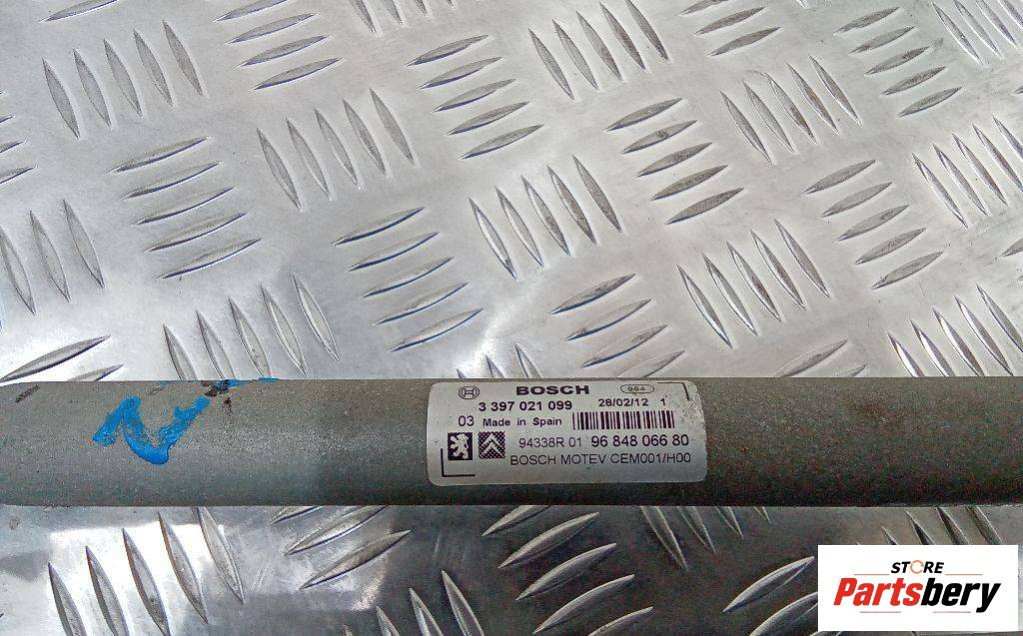 BOSCH 004
3 397 021 099 28/02/12 1
03 Made in Spain
94338R 01 96 848 066 80
BOSCH MOTEV CEM001/H00
STORE
Partsbery